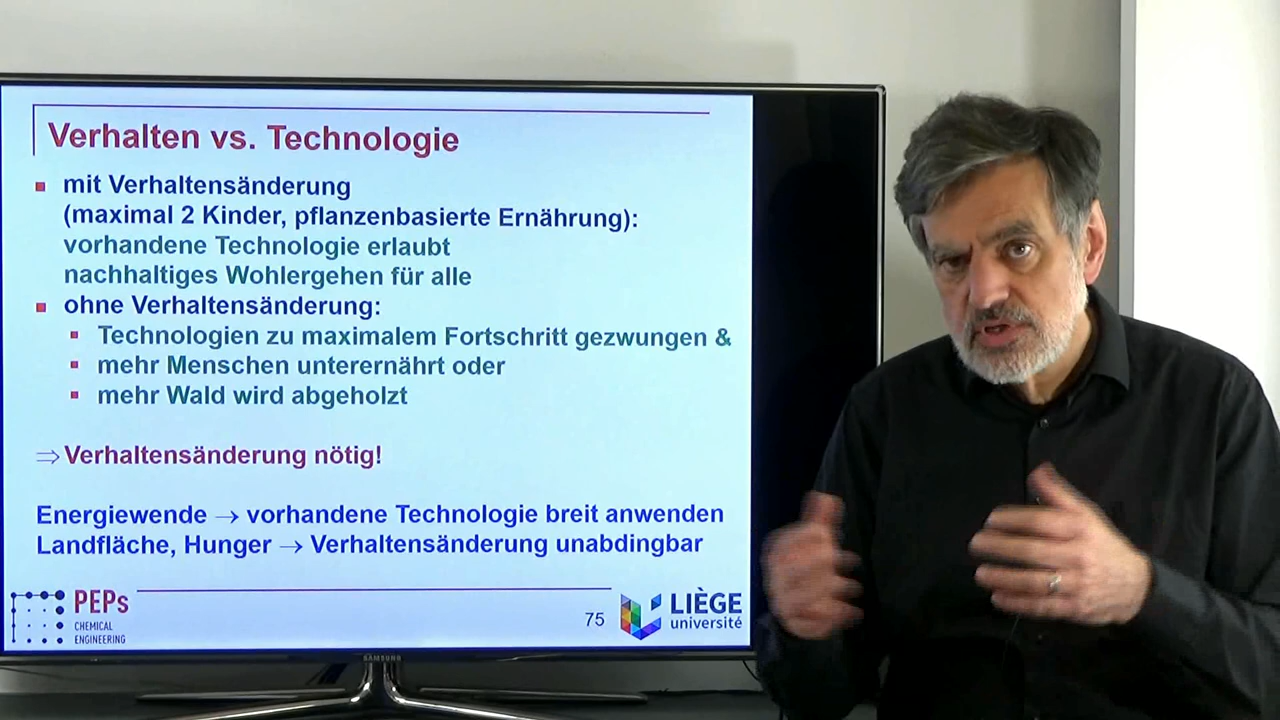 Verhalten vs. Technologie
mit Verhaltensänderung
(maximal 2 Kinder, pflanzenbasierte Ernährung):
vorhandene Technologie erlaubt
nachhaltiges Wohlergehen für alle
ohne Verhaltensänderung:
Technologien zu maximalem Fortschritt gezwungen &
mehr Menschen unterernährt oder
mehr Wald wird abgeholzt
⇒ Verhaltensänderung nötig!
Energiewende → vorhandene Technologie breit anwenden
Landfläche, Hunger → Verhaltensänderung unabdingbar
PEPs
CHEMICAL
ENGINEERING
75
LIÈGE
université
SAMSUNG